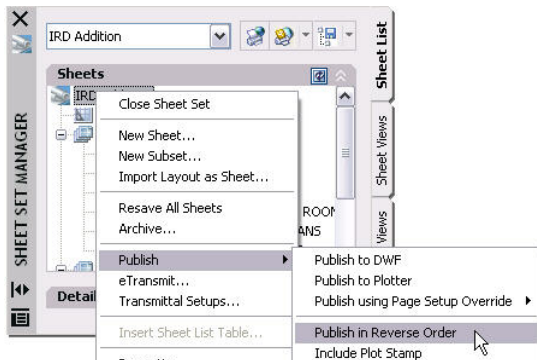 IRD Addition
Sheets
IRD
Close Sheet Set
New Sheet...
New Subset...
Import Layout as Sheet...
Resave All Sheets
Archive...
Publish
eTransmit...
Transmittal Setups...
Insert Sheet List Table...
Publish to DWF
Publish to Plotter
Publish using Page Setup Override
Publish in Reverse Order
Include Plot Stamp
ROOM
ANS
Detail
SHEET SET MANAGER
Sheet List
Sheet Views
Views